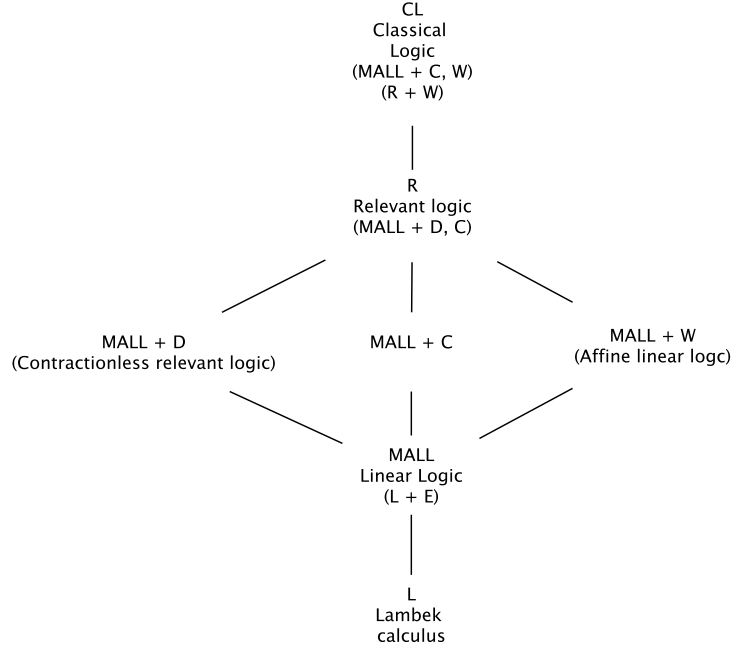 CL
Classical
Logic
(MALL + C, W)
(R + W)
R
Relevant logic
(MALL + D, C)
MALL + D
(Contractionless relevant logic)
MALL + C
MALL + W
(Affine linear logc)
MALL
Linear Logic
(L + E)
L
Lambek
calculus